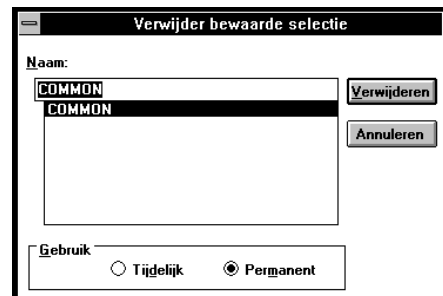 Verwijder bewaarde selectie
Naam:
COMMON
Verwijderen
COMMON
Annuleren
Gebruik
Tijdelijk Permanent